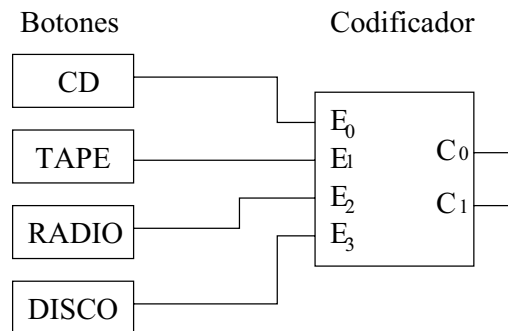 Botones
Codificador
CD
TAPE
RADIO
DISCO
E0
E1
E2
E3
C0
C1